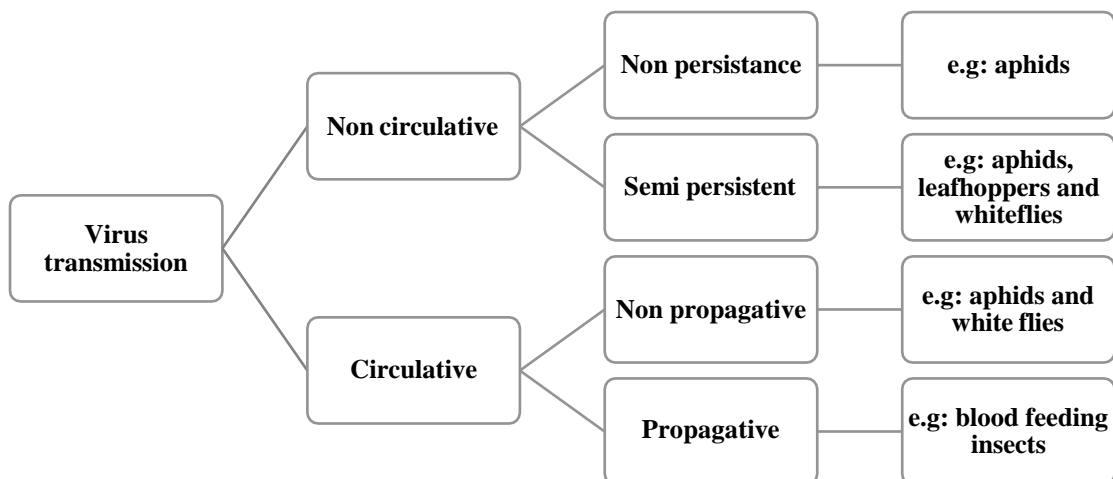 Virus
transmission
Non circulative
Non persistance
e.g: aphids
Semi persistent
e.g: aphids,
leafhoppers and
whiteflies
Circulative
Non propagative
e.g: aphids and
white flies
Propagative
e.g: blood feeding
insects